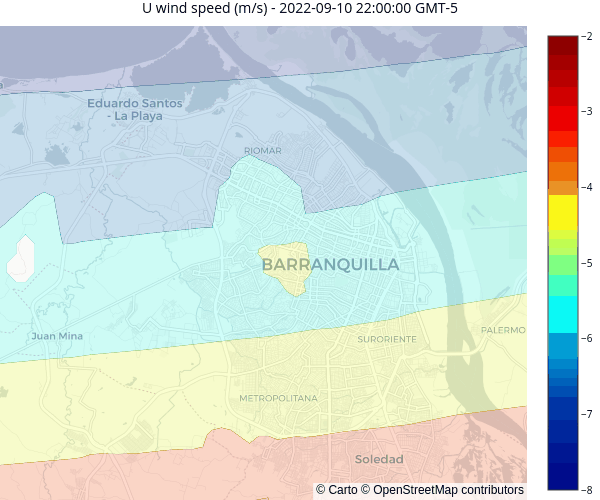 U wind speed (m/s) - 2022-09-10 22:00:00 GMT-5
Eduardo Santos
- La Playa
RIOMAR
BARRANQUILLA
Juan Mina
SURORIENTE
PALERMO
METROPOLITANA
Soledad
© Carto © OpenStreetMap contributors
−2
−3
−4
−5
−6
−7
−8